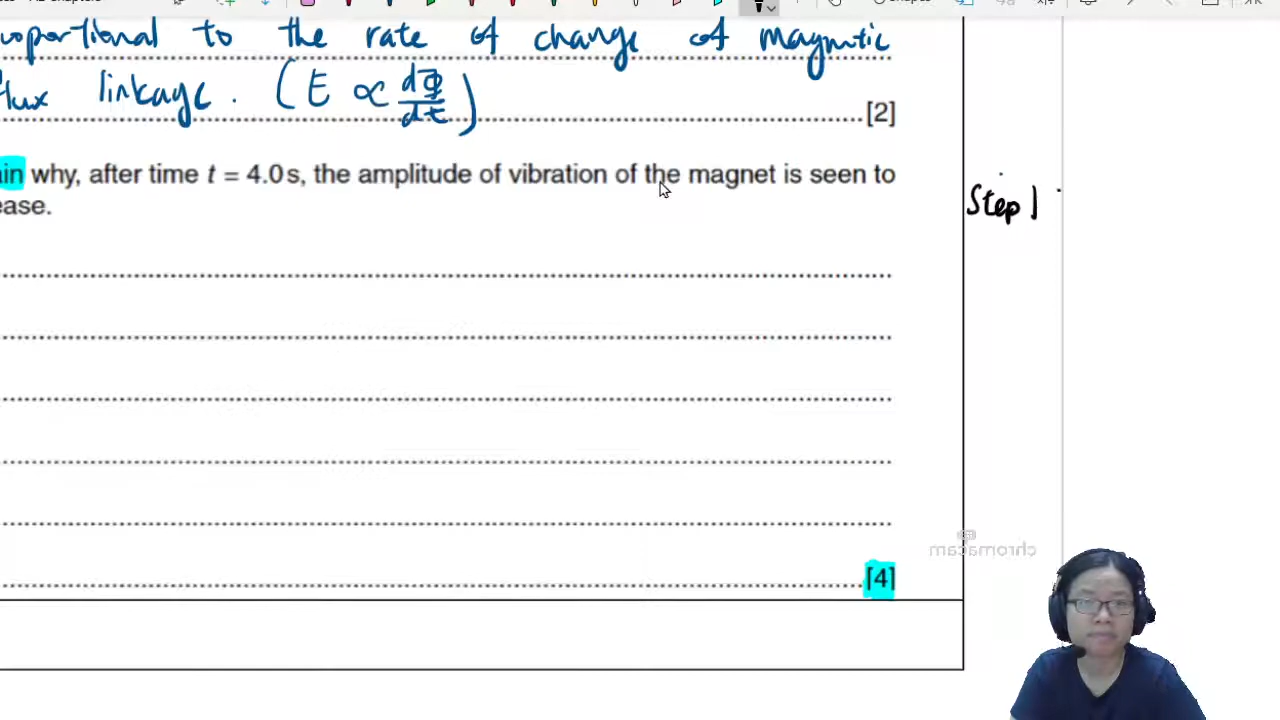 roportional to the rate of change of magnetic
flux linkage. (E ∝ dΦ/dt)
[2]
ain why, after time t = 4.0 s, the amplitude of vibration of the magnet is seen to
ease.
Step 1
chromacam
[4]